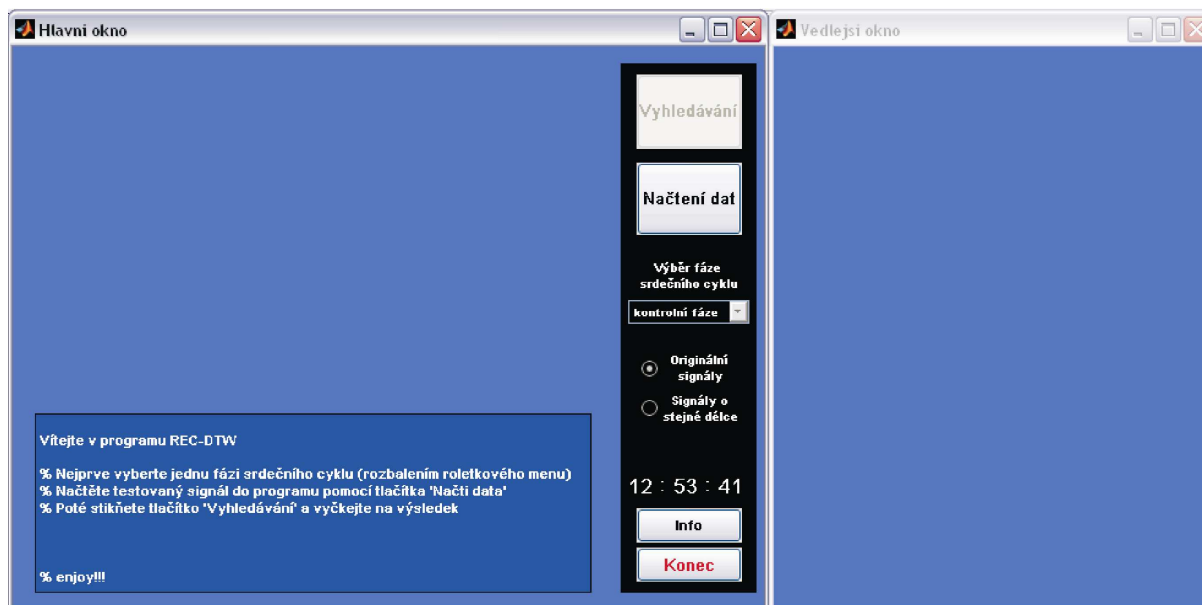 Hlavni okno
Vedlejsi okno
Vyhledávání
Načtení dat
Výběr fáze
srdečního cyklu
kontrolní fáze
Originální
signály
Signály o
stejné délce
Vítejte v programu REC-DTW
% Nejprve vyberte jednu fázi srdečního cyklu (rozbalením roletkového menu)
% Načtěte testovaný signál do programu pomocí tlačítka 'Načti data'
% Poté stikňete tlačítko 'Vyhledávání' a vyčkejte na výsledek
% enjoy!!!
12 : 53 : 41
Info
Konec